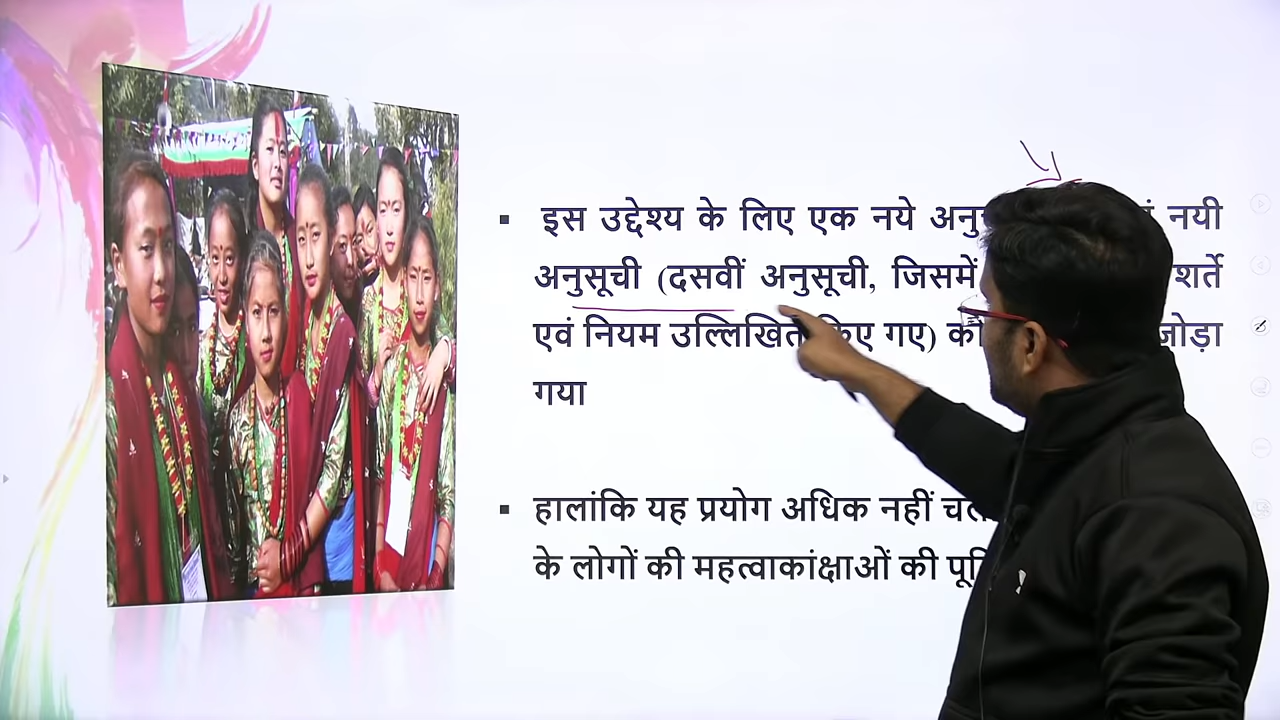 इस उद्देश्य के लिए एक नये नयी
अनुसूची (दसवीं अनुसूची, जिसमें शर्ते
एवं नियम उल्लिखित किए गए) जोड़ा
गया
हालांकि यह प्रयोग अधिक नहीं
के लोगों की महत्वाकांक्षाओं की